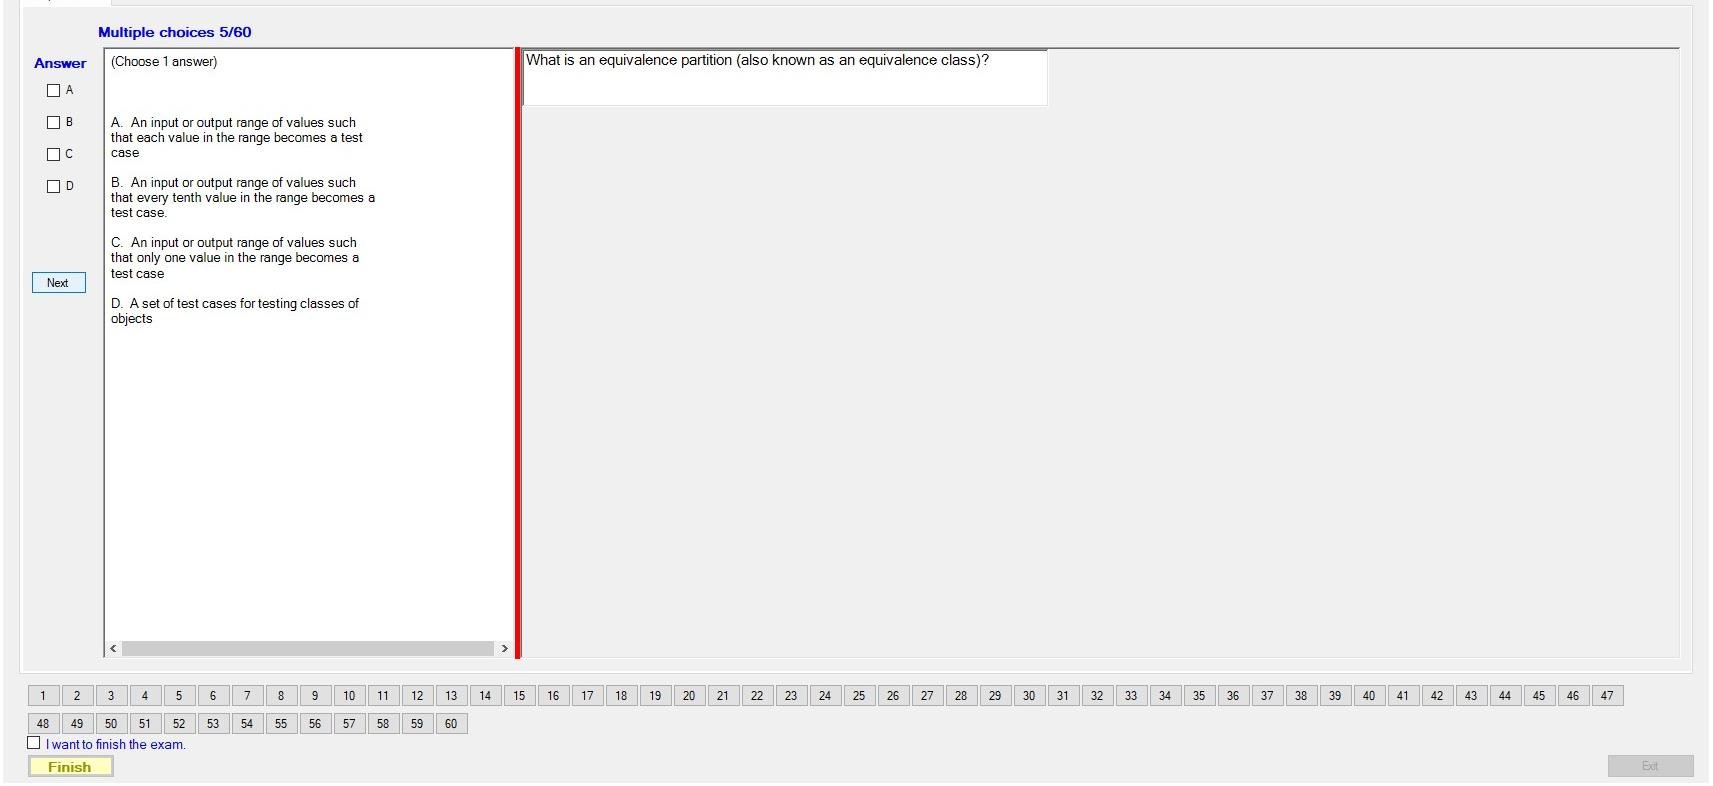 Multiple choices 5/60
Answer
A
B
C
D
Next
(Choose 1 answer)
A. An input or output range of values such
that each value in the range becomes a test
case
B. An input or output range of values such
that every tenth value in the range becomes a
test case.
C. An input or output range of values such
that only one value in the range becomes a
test case
D. A set of test cases for testing classes of
objects
What is an equivalence partition (also known as an equivalence class)?
1 2 3 4 5 6 7 8 9 10 11 12 13 14 15 16 17 18 19 20 21 22 23 24 25 26 27 28 29 30 31 32 33 34 35 36 37 38 39 40 41 42 43 44 45 46 47
48 49 50 51 52 53 54 55 56 57 58 59 60
I want to finish the exam.
Finish
Exit